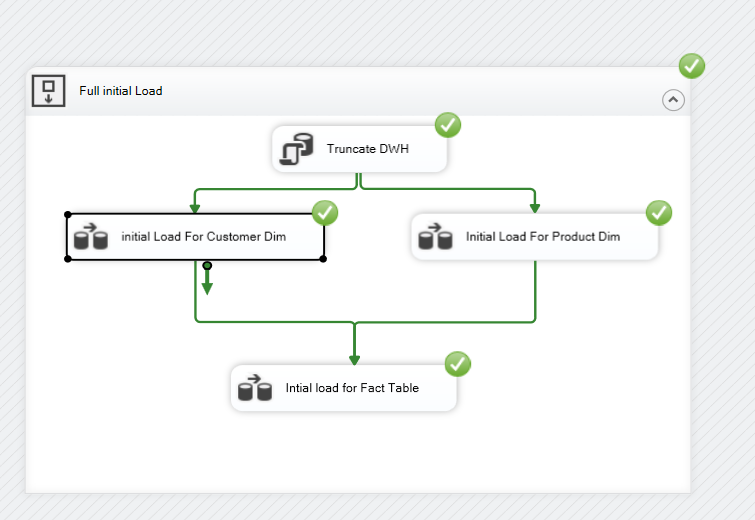 Full initial Load
Truncate DWH
initial Load For Customer Dim
Initial Load For Product Dim
Intial load for Fact Table